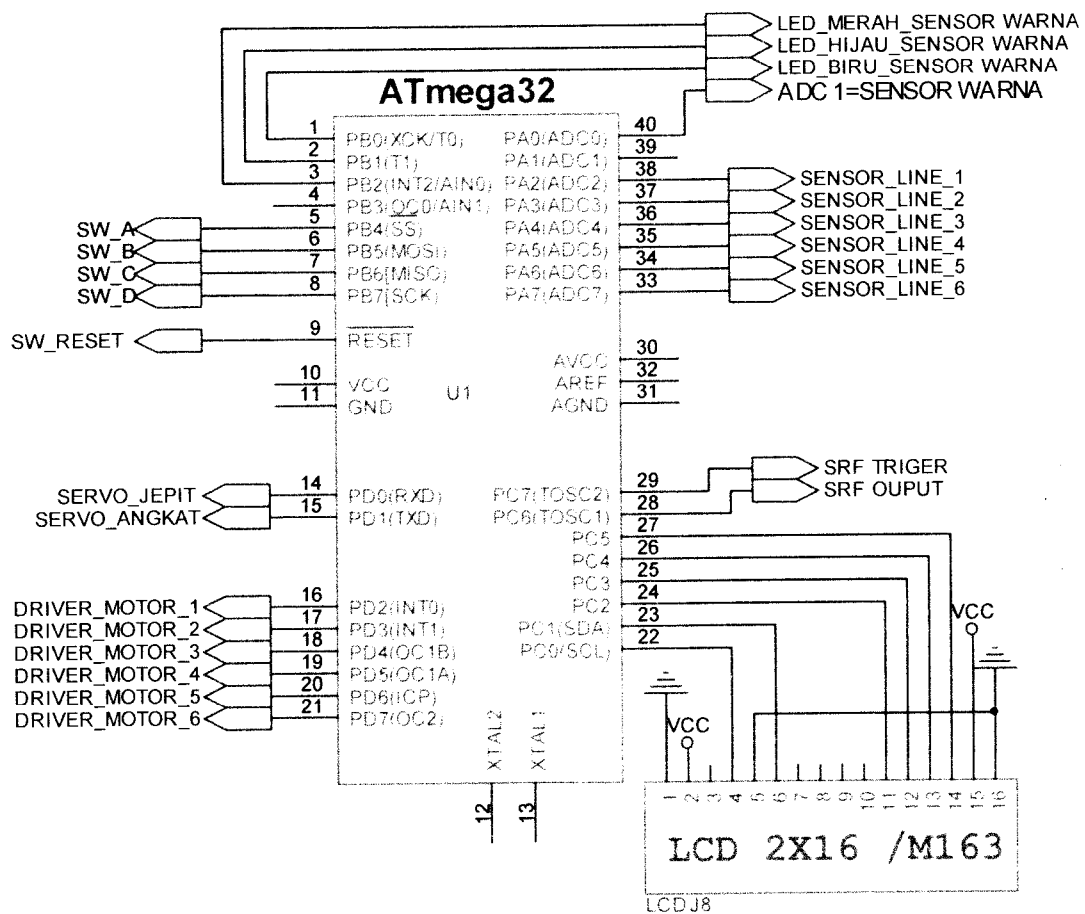 LED_MERAH_SENSOR WARNA
LED_HIJAU_SENSOR WARNA
LED_BIRU_SENSOR WARNA
ADC1=SENSOR WARNA
ATmega32
1 PB0(XCK/T0)
2 PB1(T1)
3 PB2(INT2/AIN0)
4 PB3(OC0/AIN1)
SW_A 5 PB4(SS)
SW_B 6 PB5(MOSI)
SW_C 7 PB6[MISO)
SW_D 8 PB7[SCK)
SW_RESET 9 RESET
10 VCC
11 GND
U1
SERVO_JEPIT 14 PD0(RXD)
SERVO_ANGKAT 15 PD1(TXD)
DRIVER_MOTOR_1 16 PD2(INT0)
DRIVER_MOTOR_2 17 PD3(INT1)
DRIVER_MOTOR_3 18 PD4(OC1B)
DRIVER_MOTOR_4 19 PD5(OC1A)
DRIVER_MOTOR_5 20 PD6(ICP)
DRIVER_MOTOR_6 21 PD7(OC2)
XTAL2 12
XTAL1 13
PA0(ADC0) 40
PA1(ADC1) 39
PA2(ADC2) 38 SENSOR_LINE_1
PA3(ADC3) 37 SENSOR_LINE_2
PA4(ADC4) 36 SENSOR_LINE_3
PA5(ADC5) 35 SENSOR_LINE_4
PA6(ADC6) 34 SENSOR_LINE_5
PA7(ADC7) 33 SENSOR_LINE_6
AVCC 30
AREF 32
AGND 31
PC7(TOSC2) 29 SRF TRIGER
PC6(TOSC1) 28 SRF OUPUT
PC5 27
PC4 26
PC3 25
PC2 24
PC1(SDA) 23
PC0/SCL) 22
VCC
VCC
1 2 3 4 5 6 7 8 9 10 11 12 13 14 15 16
LCD 2X16 /M163
LCDJ8